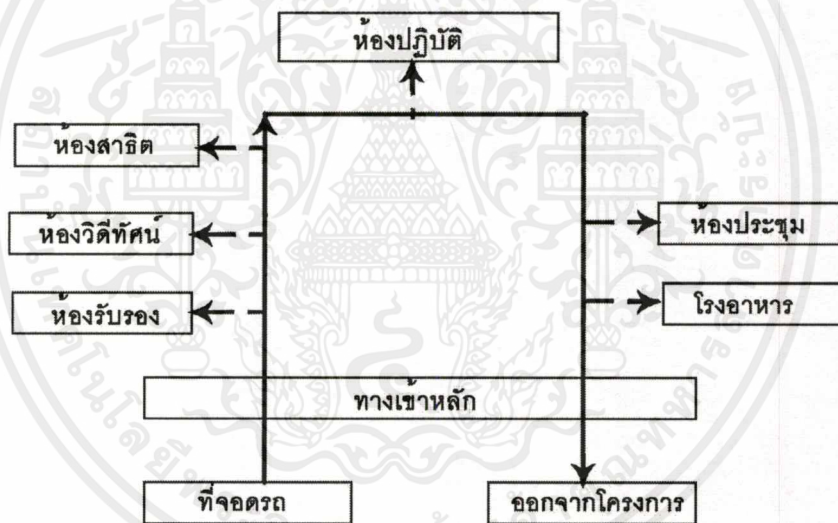 ห้องปฏิบัติ
ห้องสาธิต
ห้องวิดีทัศน์
ห้องประชุม
ห้องรับรอง
โรงอาหาร
ทางเข้าหลัก
ที่จอดรถ
ออกจากโครงการ